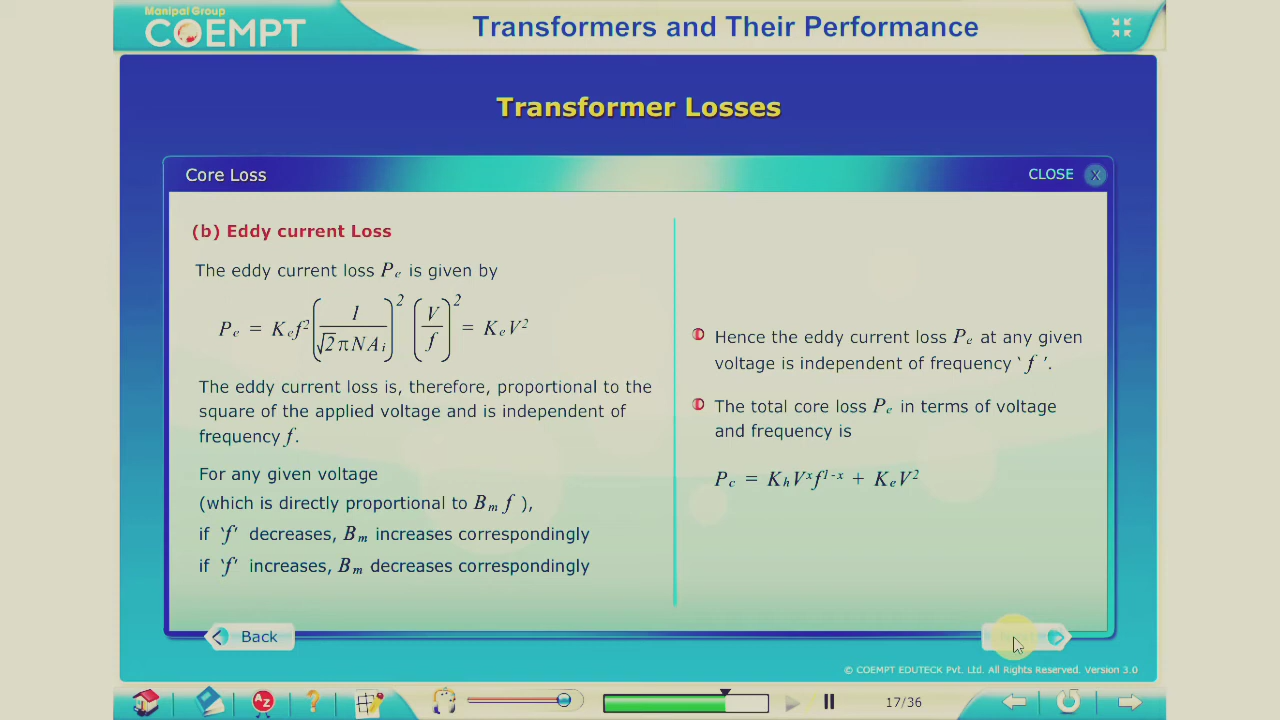 Manipal Group
COEMPT
Transformers and Their Performance
Transformer Losses
Core Loss
CLOSE X
(b) Eddy current Loss
The eddy current loss Pe is given by
Pe = Kef² (1 / √2πNAi)² (V / f)² = KeV²
The eddy current loss is, therefore, proportional to the
square of the applied voltage and is independent of
frequency f.
For any given voltage
(which is directly proportional to Bm f ),
if ‘f’ decreases, Bm increases correspondingly
if ‘f’ increases, Bm decreases correspondingly
Hence the eddy current loss Pe at any given
voltage is independent of frequency ‘ f ’.
The total core loss Pe in terms of voltage
and frequency is
Pc = KhVˣf¹⁻ˣ + KeV²
Back
© COEMPT EDUTECK Pvt. Ltd. All Rights Reserved. Version 3.0
AZ
?
17/36